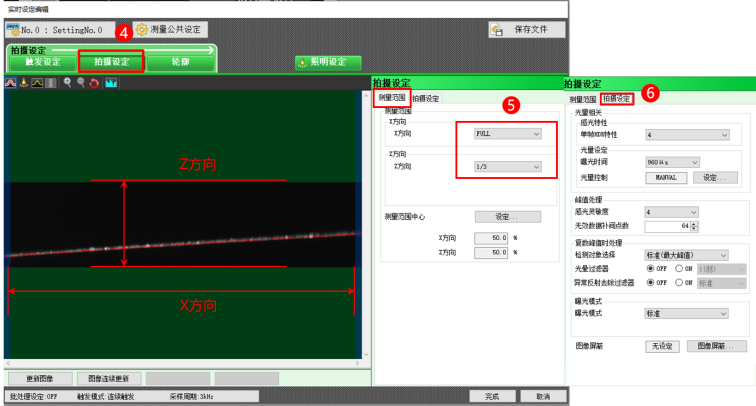 实时设定编辑
No.0 : SettingNo.0
4
测量公共设定
保存文件
拍摄设定
触发设定
拍摄设定
轮廓
照明设定
Z方向
X方向
更新图像
图像连续更新
批处理设定:OFF
触发模式:连续触发
采样周期:3kHz
完成
取消
拍摄设定
测量范围
拍摄设定
5
测量范围
X方向
X方向
FULL
Z方向
Z方向
1/3
测量范围中心
设定...
X方向
50.0 %
Z方向
50.0 %
拍摄设定
测量范围
拍摄设定
6
光量相关
感光特性
单帧HDR特性
4
光量设定
曝光时间
960μs
光量控制
MANUAL
设定...
峰值处理
感光灵敏度
4
无效数据补间点数
64
复数峰值时处理
检测对象选择
标准(最大峰值)
光晕过滤器
OFF
ON
1(弱)
异常反射去除过滤器
OFF
ON
标准
曝光模式
曝光模式
标准
图像屏蔽
无设定
图像屏蔽...